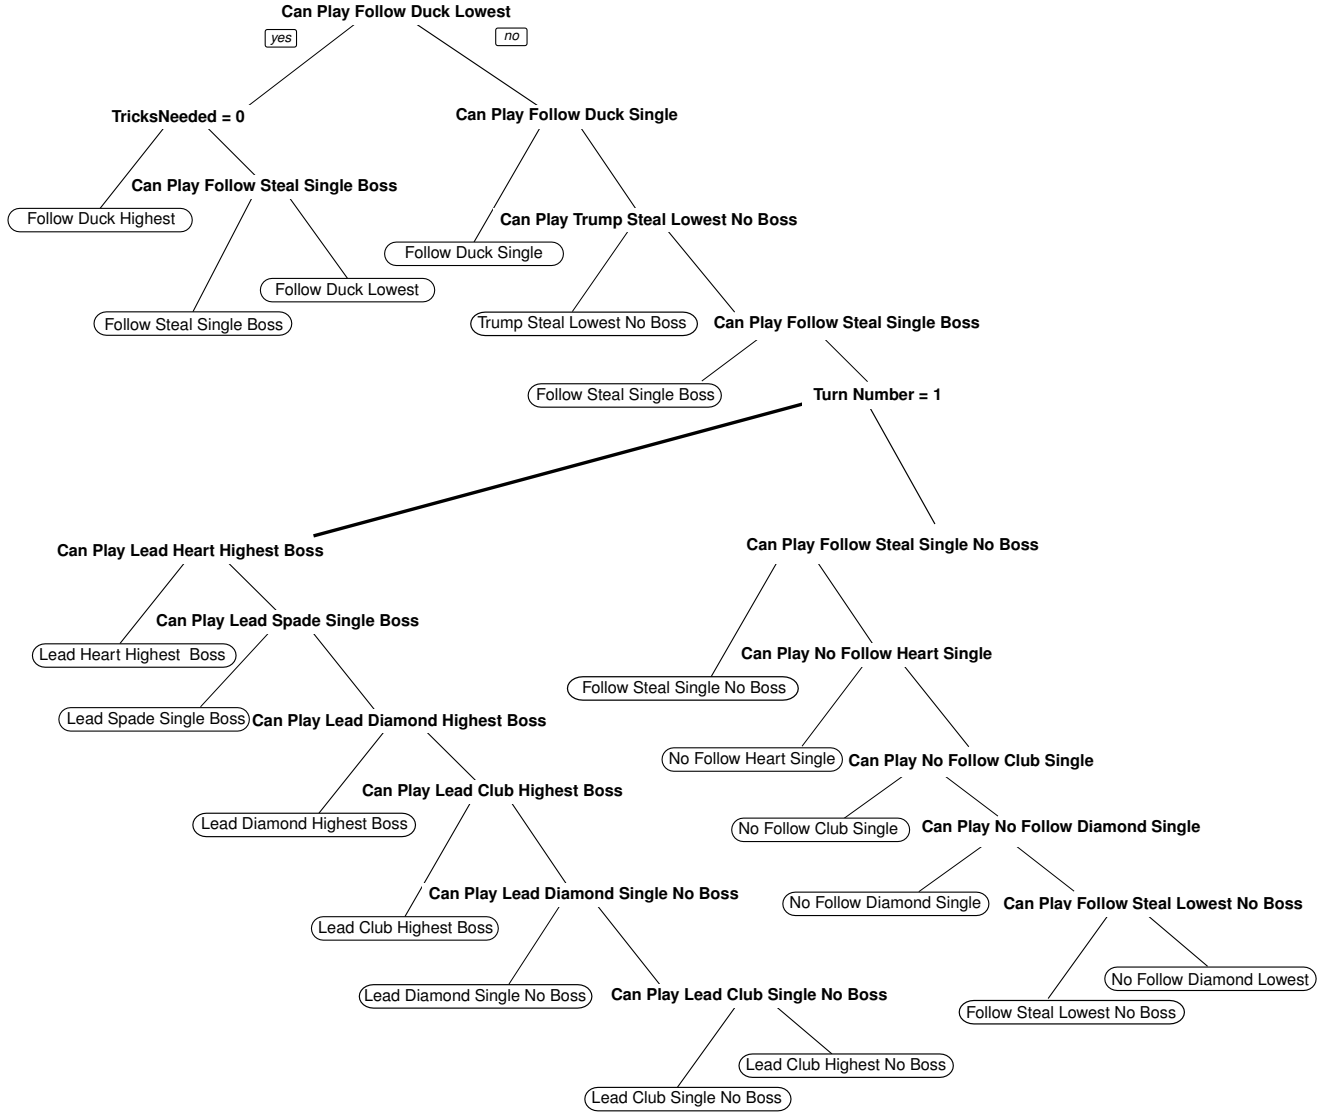 Can Play Follow Duck Lowest
yes
no
TricksNeeded = 0
Can Play Follow Duck Single
Can Play Follow Steal Single Boss
Follow Duck Highest
Can Play Trump Steal Lowest No Boss
Follow Duck Single
Follow Duck Lowest
Follow Steal Single Boss
Trump Steal Lowest No Boss
Can Play Follow Steal Single Boss
Follow Steal Single Boss
Turn Number = 1
Can Play Lead Heart Highest Boss
Can Play Follow Steal Single No Boss
Can Play Lead Spade Single Boss
Lead Heart Highest Boss
Can Play No Follow Heart Single
Follow Steal Single No Boss
Lead Spade Single Boss
Can Play Lead Diamond Highest Boss
No Follow Heart Single
Can Play No Follow Club Single
Can Play Lead Club Highest Boss
Lead Diamond Highest Boss
No Follow Club Single
Can Play No Follow Diamond Single
Can Play Lead Diamond Single No Boss
No Follow Diamond Single
Can Play Follow Steal Lowest No Boss
Lead Club Highest Boss
No Follow Diamond Lowest
Lead Diamond Single No Boss
Can Play Lead Club Single No Boss
Follow Steal Lowest No Boss
Lead Club Highest No Boss
Lead Club Single No Boss